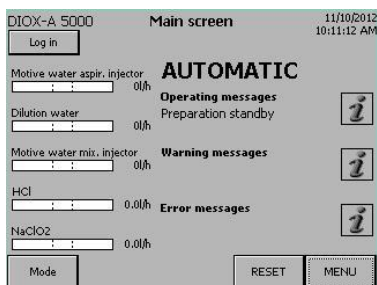 DIOX-A 5000
Main screen
11/10/2012
10:11:12 AM
Log in
AUTOMATIC
Motive water aspir. injector
0l/h
Operating messages
Preparation standby
Dilution water
0l/h
Motive water mix. injector
0l/h
Warning messages
HCl
0.0l/h
Error messages
NaClO2
0.0l/h
Mode
RESET
MENU